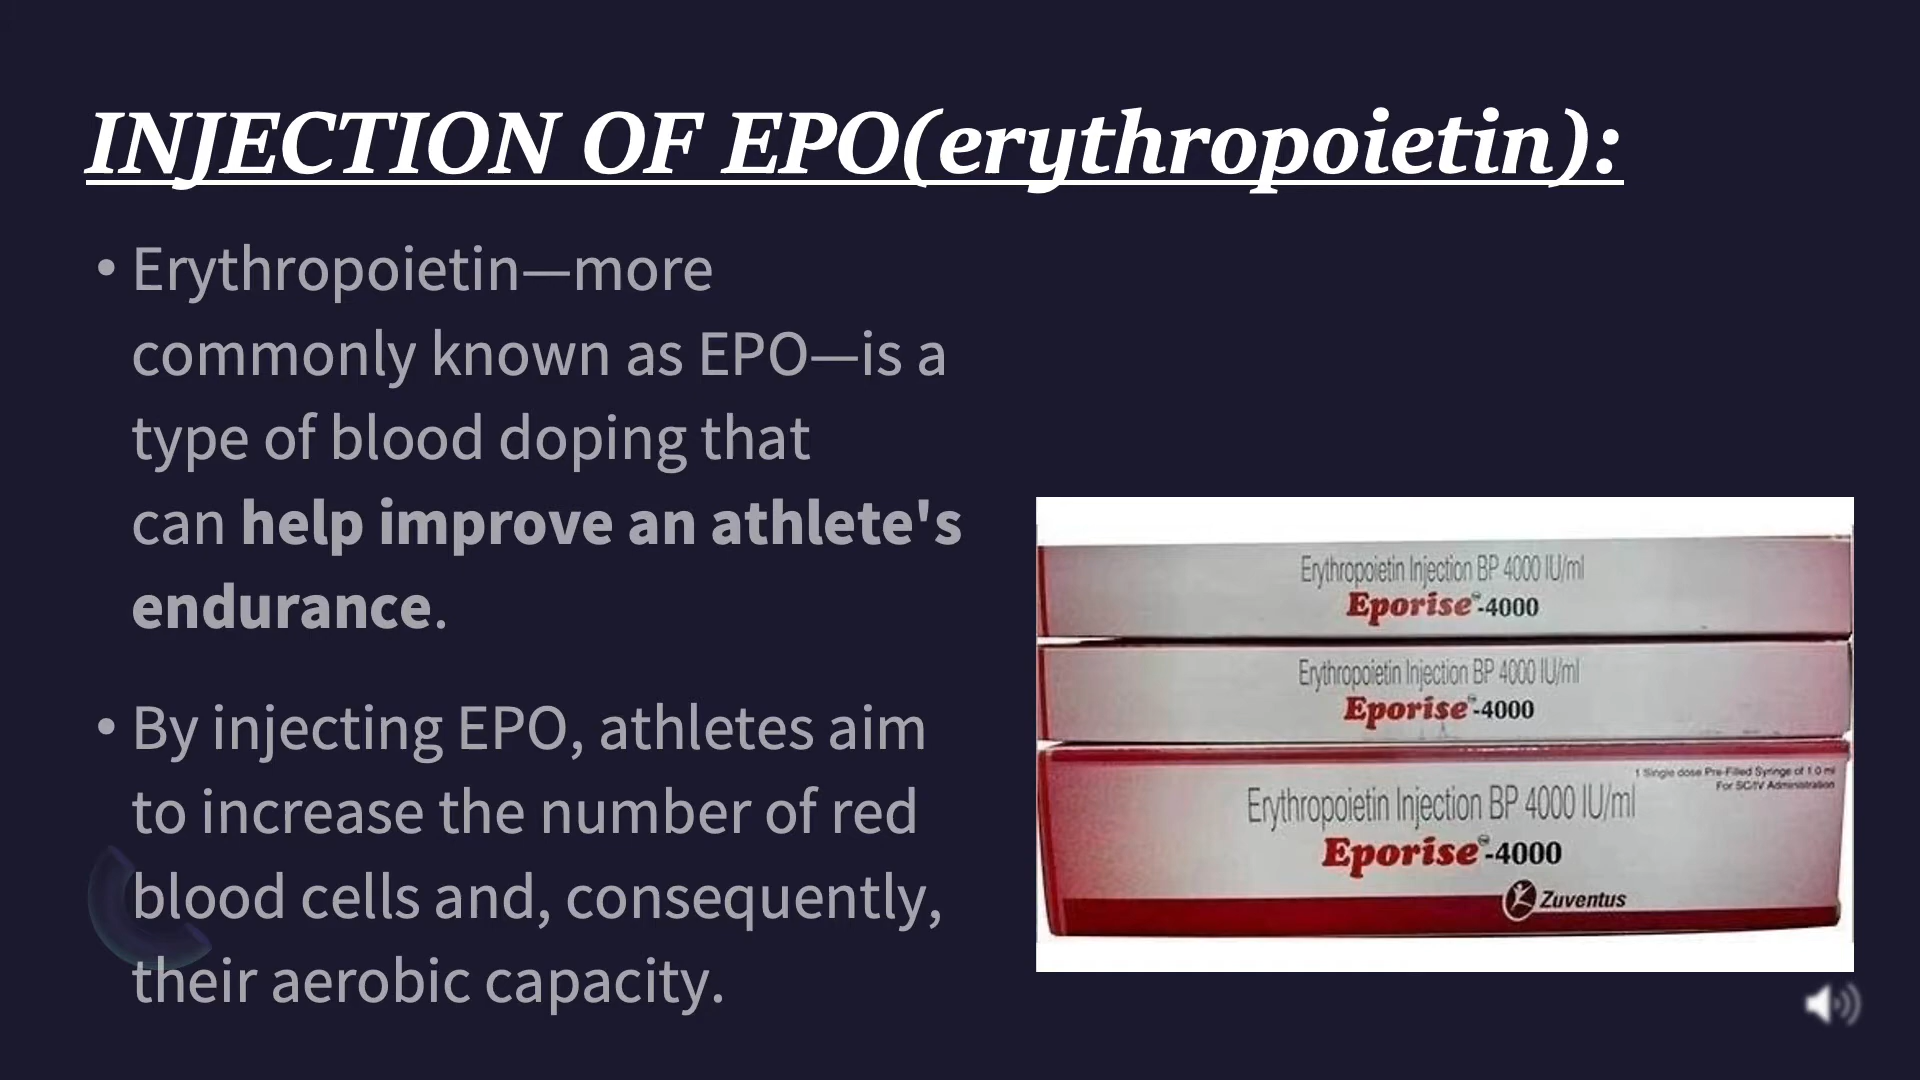 INJECTION OF EPO(erythropoietin):
• Erythropoietin—more
commonly known as EPO—is a
type of blood doping that
can help improve an athlete's
endurance.
• By injecting EPO, athletes aim
to increase the number of red
blood cells and, consequently,
their aerobic capacity.
Erythropoietin Injection BP 4000 IU/ml
Eporise™-4000
Erythropoietin Injection BP 4000 IU/ml
Eporise™-4000
1 Single dose Pre-Filled Syringe of 1.0 ml
For SC/IV Administration
Erythropoietin Injection BP 4000 IU/ml
Eporise™-4000
Zuventus